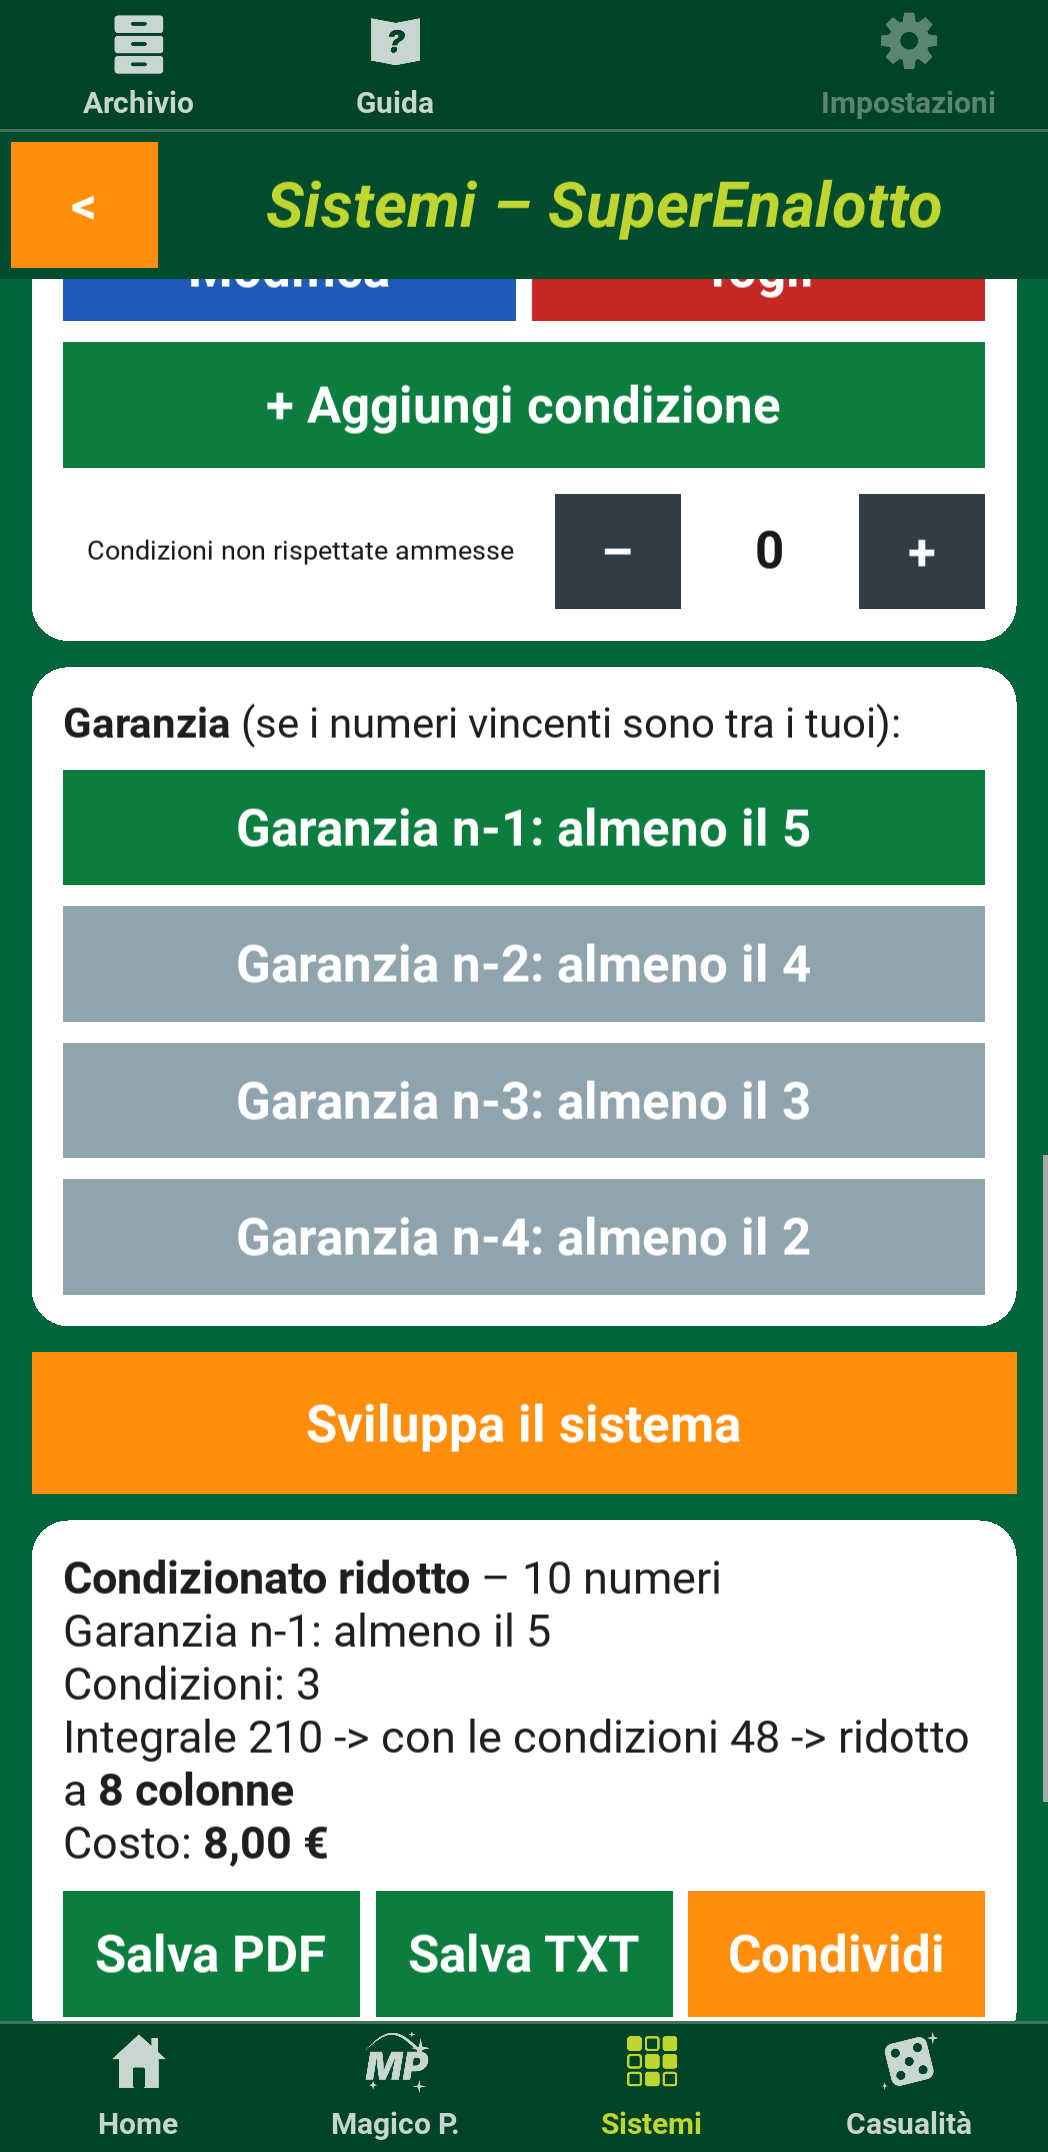 Archivio
Guida
Impostazioni
<
Sistemi – SuperEnalotto
Modifica
Togli
+ Aggiungi condizione
Condizioni non rispettate ammesse
–
0
+
Garanzia (se i numeri vincenti sono tra i tuoi):
Garanzia n-1: almeno il 5
Garanzia n-2: almeno il 4
Garanzia n-3: almeno il 3
Garanzia n-4: almeno il 2
Sviluppa il sistema
Condizionato ridotto – 10 numeri
Garanzia n-1: almeno il 5
Condizioni: 3
Integrale 210 -> con le condizioni 48 -> ridotto
a 8 colonne
Costo: 8,00 €
Salva PDF
Salva TXT
Condividi
MP
Home
Magico P.
Sistemi
Casualità